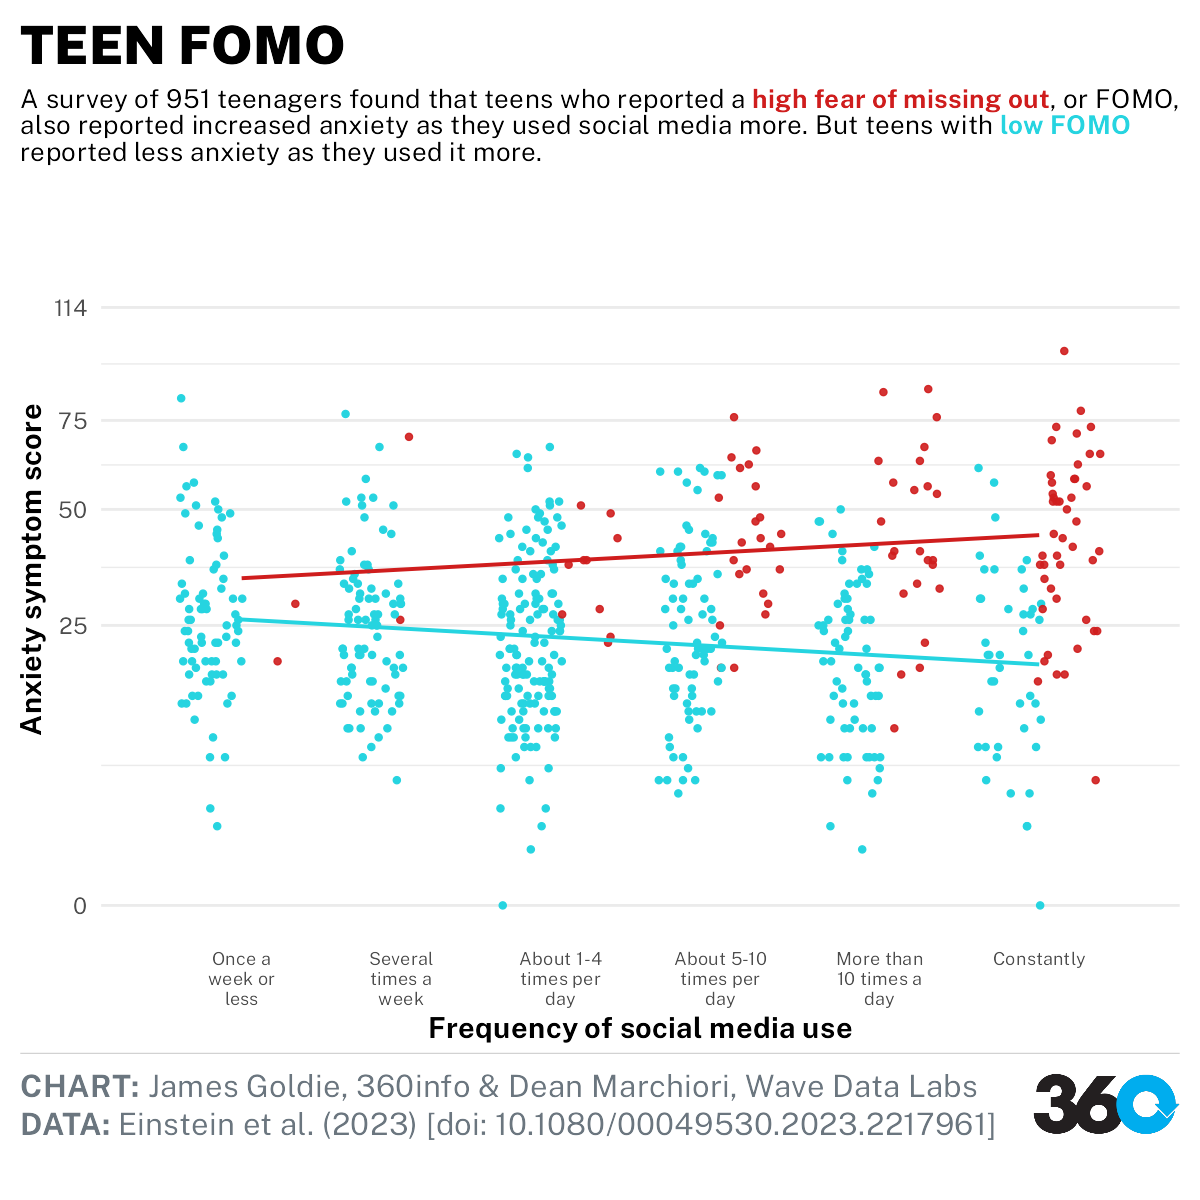 TEEN FOMO
A survey of 951 teenagers found that teens who reported a high fear of missing out, or FOMO,
also reported increased anxiety as they used social media more. But teens with low FOMO
reported less anxiety as they used it more.
114
75
50
25
0
Anxiety symptom score
Once a
week or
less
Several
times a
week
About 1-4
times per
day
About 5-10
times per
day
More than
10 times a
day
Constantly
Frequency of social media use
CHART: James Goldie, 360info & Dean Marchiori, Wave Data Labs
DATA: Einstein et al. (2023) [doi: 10.1080/00049530.2023.2217961]
360